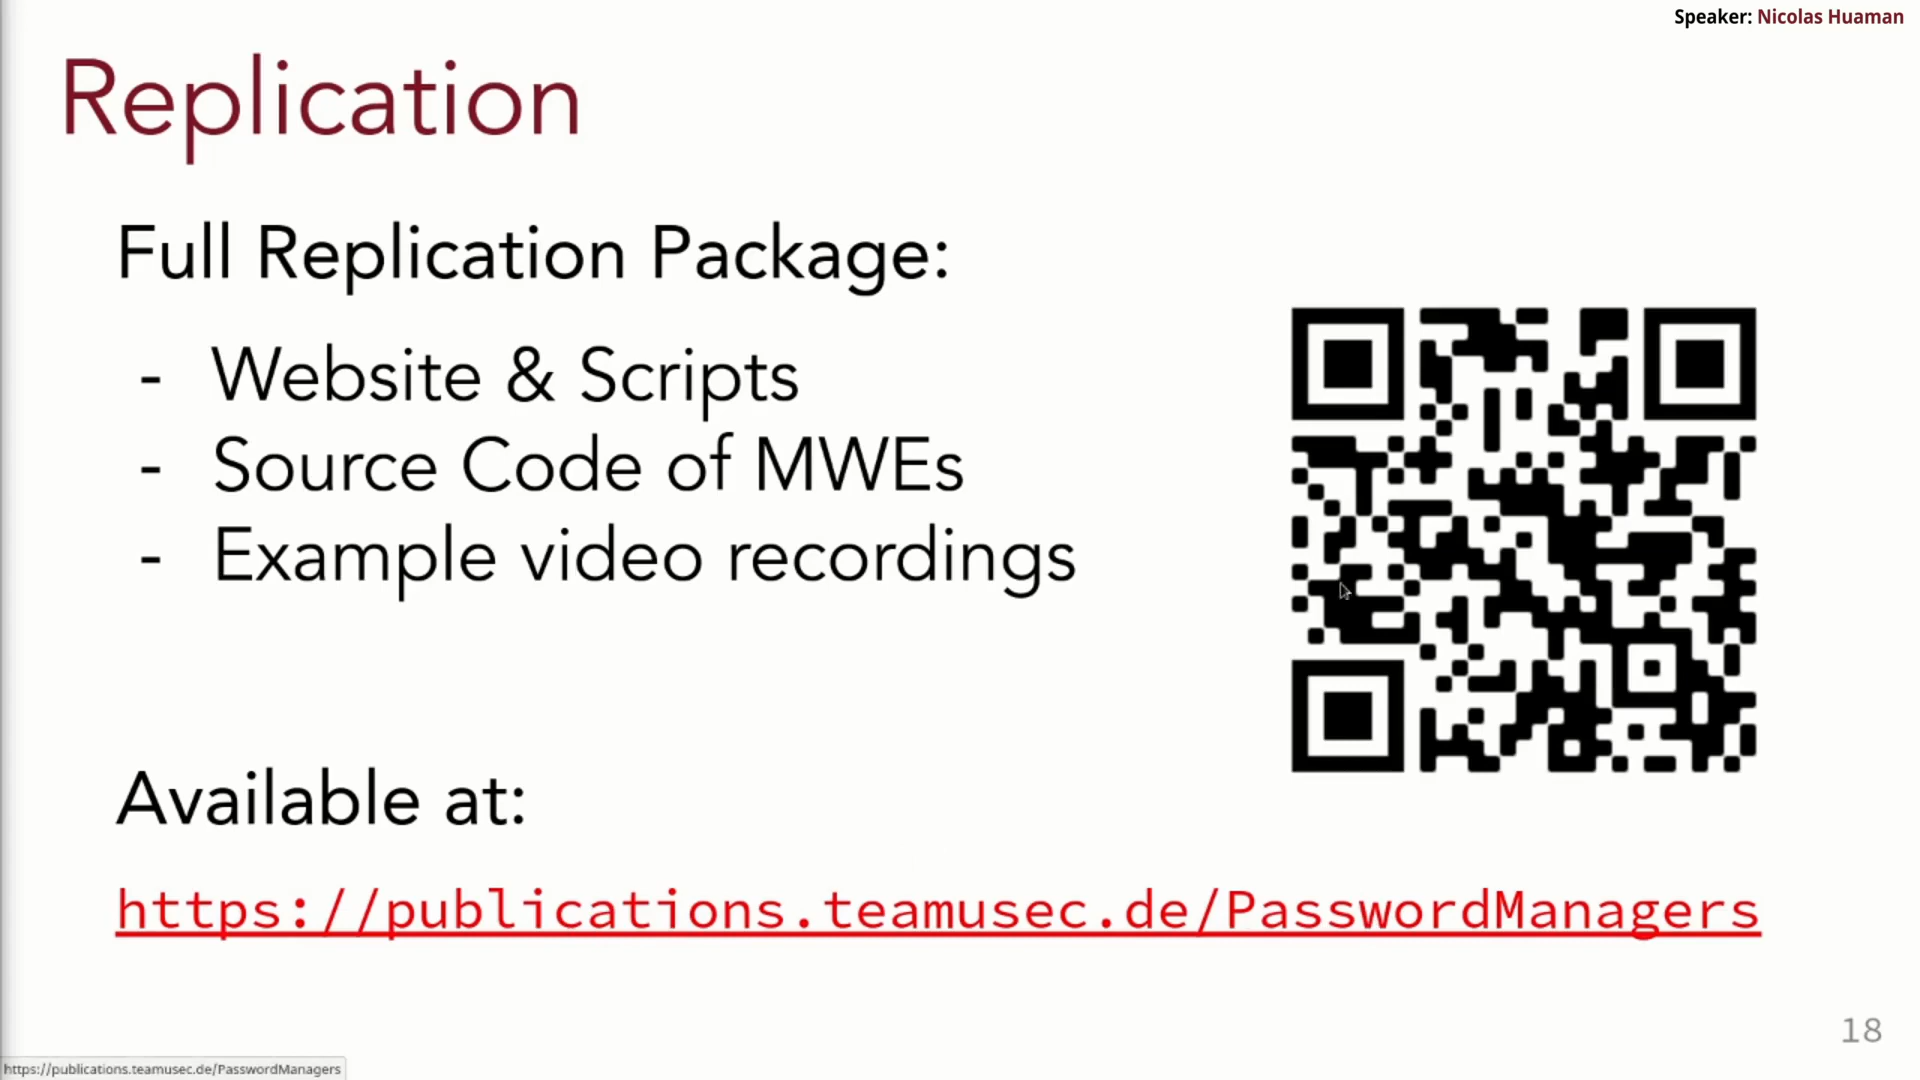 Speaker: Nicolas Huaman
Replication
Full Replication Package:
- Website & Scripts
- Source Code of MWEs
- Example video recordings
Available at:
https://publications.teamusec.de/PasswordManagers
18
https://publications.teamusec.de/PasswordManagers